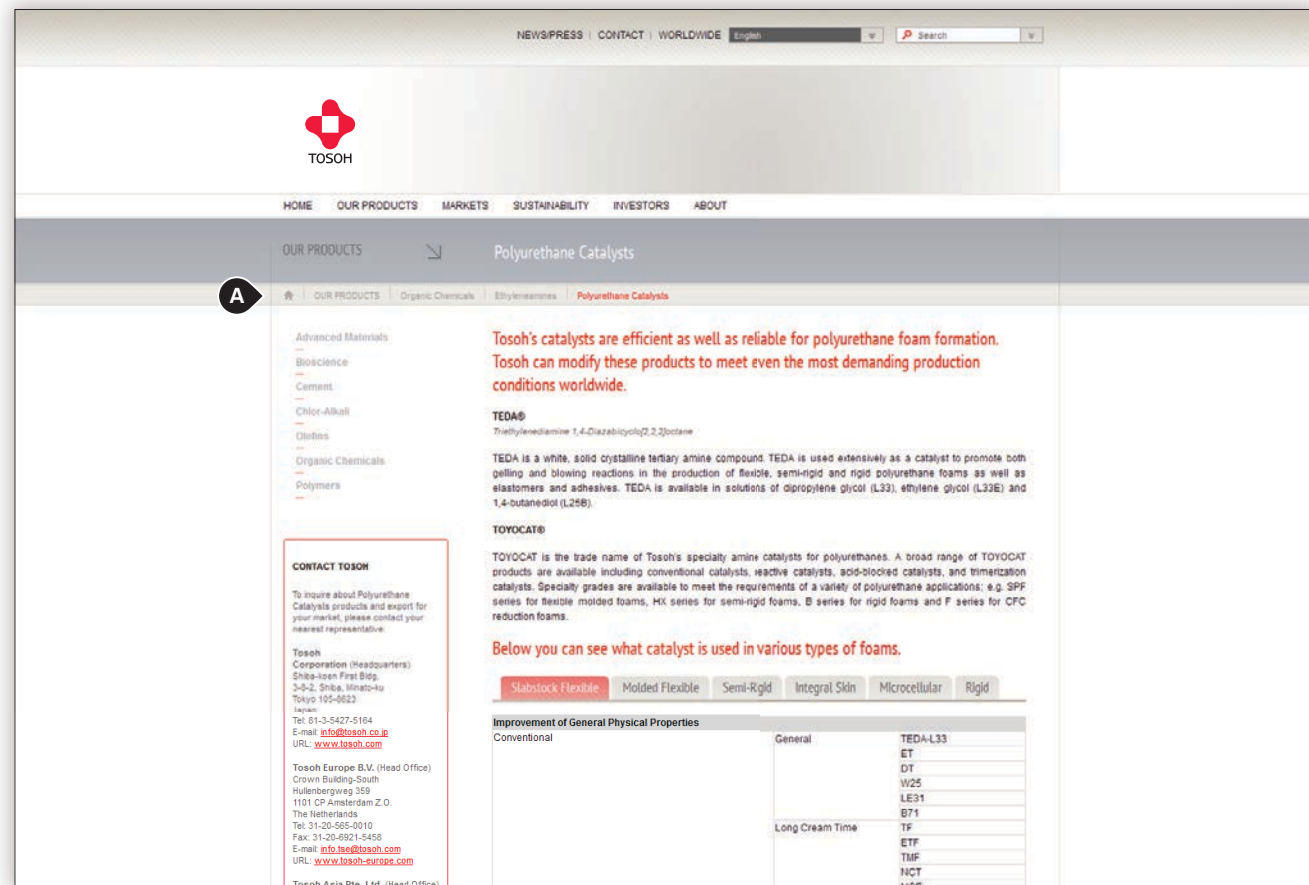 NEWS/PRESS | CONTACT | WORLDWIDE English Search
TOSOH
HOME OUR PRODUCTS MARKETS SUSTAINABILITY INVESTORS ABOUT
OUR PRODUCTS Polyurethane Catalysts
A OUR PRODUCTS Organic Chemicals Ethyleneamines Polyurethane Catalysts
Advanced Materials
Bioscience
Cement
Chlor-Alkali
Olefins
Organic Chemicals
Polymers
CONTACT TOSOH
To inquire about Polyurethane
Catalysts products and export for
your market, please contact your
nearest representative:
Tosoh
Corporation (Headquarters)
Shiba-koen First Bldg.
3-8-2, Shiba, Minato-ku
Tokyo 105-8623
Japan
Tel: 81-3-5427-5164
E-mail: info@tosoh.co.jp
URL: www.tosoh.com
Tosoh Europe B.V. (Head Office)
Crown Building-South
Hullenbergweg 359
1101 CP Amsterdam Z.O.
The Netherlands
Tel: 31-20-565-0010
Fax: 31-20-6921-5458
E-mail: info.tse@tosoh.com
URL: www.tosoh-europe.com
Tosoh Asia Pte. Ltd. (Head Office)
Tosoh's catalysts are efficient as well as reliable for polyurethane foam formation.
Tosoh can modify these products to meet even the most demanding production
conditions worldwide.
TEDA®
Triethylenediamine 1,4-Diazabicyclo[2,2,2]octane
TEDA is a white, solid crystalline tertiary amine compound. TEDA is used extensively as a catalyst to promote both
gelling and blowing reactions in the production of flexible, semi-rigid and rigid polyurethane foams as well as
elastomers and adhesives. TEDA is available in solutions of dipropylene glycol (L33), ethylene glycol (L33E) and
1,4-butanediol (L25B).
TOYOCAT®
TOYOCAT is the trade name of Tosoh's specialty amine catalysts for polyurethanes. A broad range of TOYOCAT
products are available including conventional catalysts, reactive catalysts, acid-blocked catalysts, and trimerization
catalysts. Specialty grades are available to meet the requirements of a variety of polyurethane applications; e.g. SPF
series for flexible molded foams, HX series for semi-rigid foams, B series for rigid foams and F series for CFC
reduction foams.
Below you can see what catalyst is used in various types of foams.
Slabstock Flexible Molded Flexible Semi-Rgid Integral Skin Microcellular Rigid
Improvement of General Physical Properties
Conventional General TEDA-L33
ET
DT
W25
LE31
B71
Long Cream Time TF
ETF
TMF
NCT